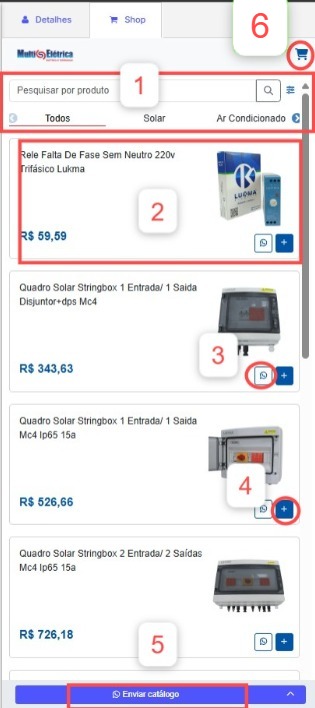 Detalhes
Shop
6
MultiElétrica
Pesquisar por produto
1
Todos
Solar
Ar Condicionado
Rele Falta De Fase Sem Neutro 220v
Trifásico Lukma
LUQMA
2
R$ 59,59
Quadro Solar Stringbox 1 Entrada/ 1 Saida
Disjuntor+dps Mc4
3
R$ 343,63
Quadro Solar Stringbox 1 Entrada/ 1 Saida
Mc4 Ip65 15a
4
R$ 526,66
Quadro Solar Stringbox 2 Entrada/ 2 Saídas
Mc4 Ip65 15a
R$ 726,18
5
Enviar catálogo